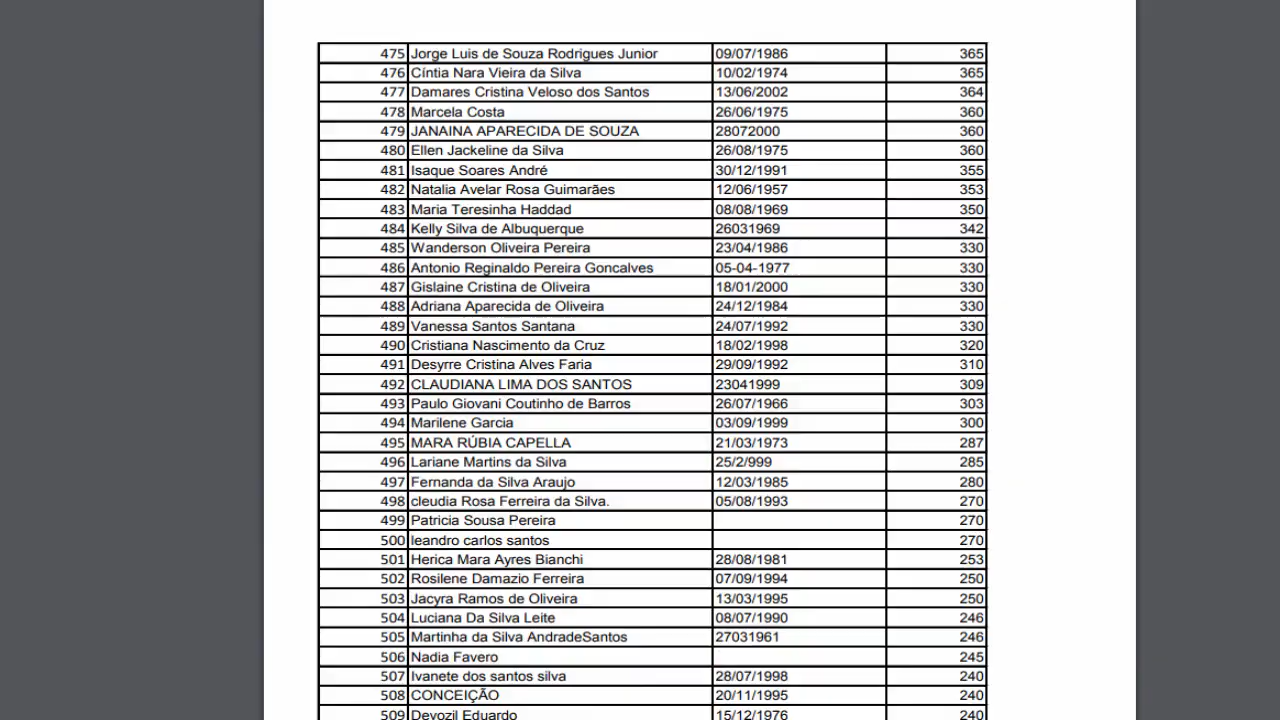 475 Jorge Luis de Souza Rodrigues Junior 09/07/1986 365
476 Cíntia Nara Vieira da Silva 10/02/1974 365
477 Damares Cristina Veloso dos Santos 13/06/2002 364
478 Marcela Costa 26/06/1975 360
479 JANAINA APARECIDA DE SOUZA 28072000 360
480 Ellen Jackeline da Silva 26/08/1975 360
481 Isaque Soares André 30/12/1991 355
482 Natalia Avelar Rosa Guimarães 12/06/1957 353
483 Maria Teresinha Haddad 08/08/1969 350
484 Kelly Silva de Albuquerque 26031969 342
485 Wanderson Oliveira Pereira 23/04/1986 330
486 Antonio Reginaldo Pereira Goncalves 05-04-1977 330
487 Gislaine Cristina de Oliveira 18/01/2000 330
488 Adriana Aparecida de Oliveira 24/12/1984 330
489 Vanessa Santos Santana 24/07/1992 330
490 Cristiana Nascimento da Cruz 18/02/1998 320
491 Desyrre Cristina Alves Faria 29/09/1992 310
492 CLAUDIANA LIMA DOS SANTOS 23041999 309
493 Paulo Giovani Coutinho de Barros 26/07/1966 303
494 Marilene Garcia 03/09/1999 300
495 MARA RÚBIA CAPELLA 21/03/1973 287
496 Lariane Martins da Silva 25/2/999 285
497 Fernanda da Silva Araujo 12/03/1985 280
498 cleudia Rosa Ferreira da Silva. 05/08/1993 270
499 Patricia Sousa Pereira 270
500 leandro carlos santos 270
501 Herica Mara Ayres Bianchi 28/08/1981 253
502 Rosilene Damazio Ferreira 07/09/1994 250
503 Jacyra Ramos de Oliveira 13/03/1995 250
504 Luciana Da Silva Leite 08/07/1990 246
505 Martinha da Silva AndradeSantos 27031961 246
506 Nadia Favero 245
507 Ivanete dos santos silva 28/07/1998 240
508 CONCEIÇÃO 20/11/1995 240
509 Devozil Eduardo 15/12/1976 240